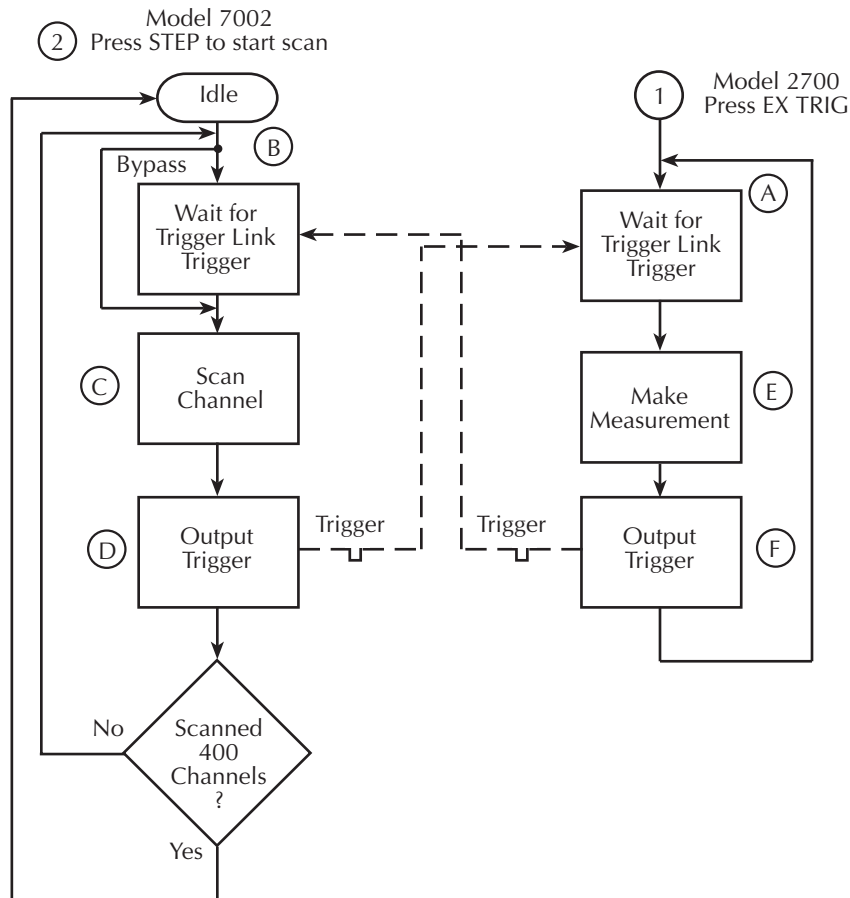 Model 7002
2 Press STEP to start scan
Idle
B
Bypass
Wait for
Trigger Link
Trigger
C
Scan
Channel
D
Output
Trigger
Trigger
No
Scanned
400
Channels
?
Yes
1
Model 2700
Press EX TRIG
A
Wait for
Trigger Link
Trigger
E
Make
Measurement
Trigger
Output
Trigger
F